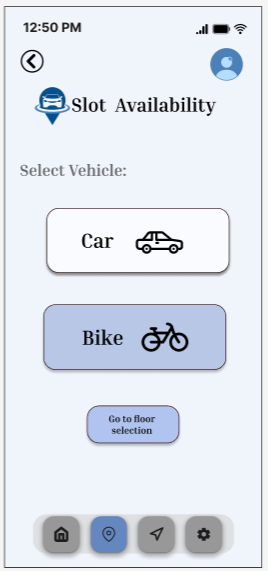 12:50 PM
Slot Availability
Select Vehicle:
Car
Bike
Go to floor
selection